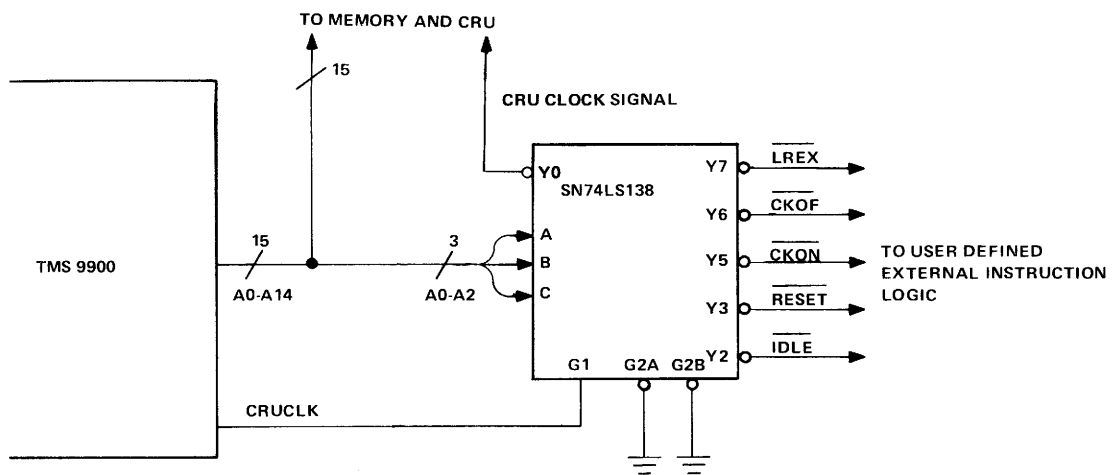 TO MEMORY AND CRU
15
CRU CLOCK SIGNAL
Y0
SN74LS138
Y7
LREX
Y6
CKOF
A
15
3
B
Y5
CKON
TO USER DEFINED
EXTERNAL INSTRUCTION
LOGIC
TMS 9900
A0-A14
A0-A2
C
Y3
RESET
Y2
IDLE
G1
G2A
G2B
CRUCLK